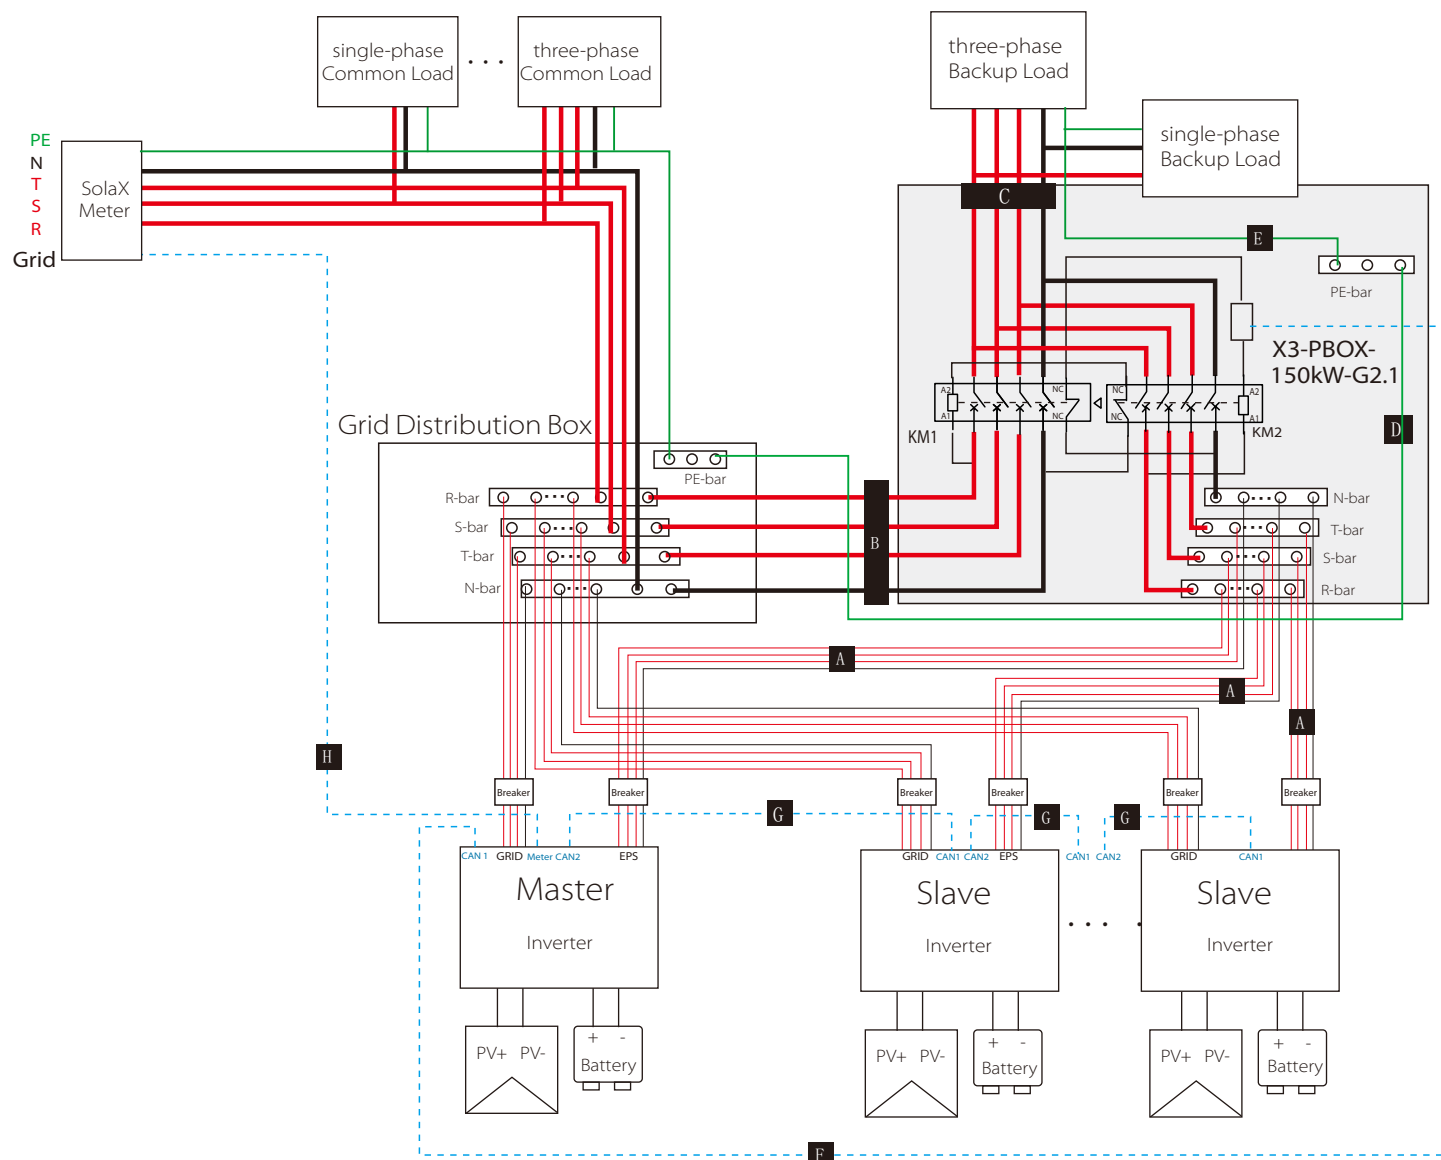 single-phase
Common Load
. . .
three-phase
Common Load
three-phase
Backup Load
single-phase
Backup Load
PE
N
T
S
R
Grid
SolaX
Meter
C
E
PE-bar
X3-PBOX-
150kW-G2.1
A2
A1
NC
NC
NC
NC
A2
A1
KM1
KM2
D
Grid Distribution Box
PE-bar
R-bar
S-bar
T-bar
N-bar
B
N-bar
T-bar
S-bar
R-bar
A
A
A
H
Breaker
Breaker
Breaker
Breaker
Breaker
Breaker
G
G
G
CAN 1
GRID
Meter
CAN2
EPS
GRID
CAN1
CAN2
EPS
CAN1
CAN2
GRID
CAN1
Master
Inverter
Slave
Inverter
. . .
Slave
Inverter
PV+ PV-
+ -
Battery
PV+ PV-
+ -
Battery
PV+ PV-
+ -
Battery
F